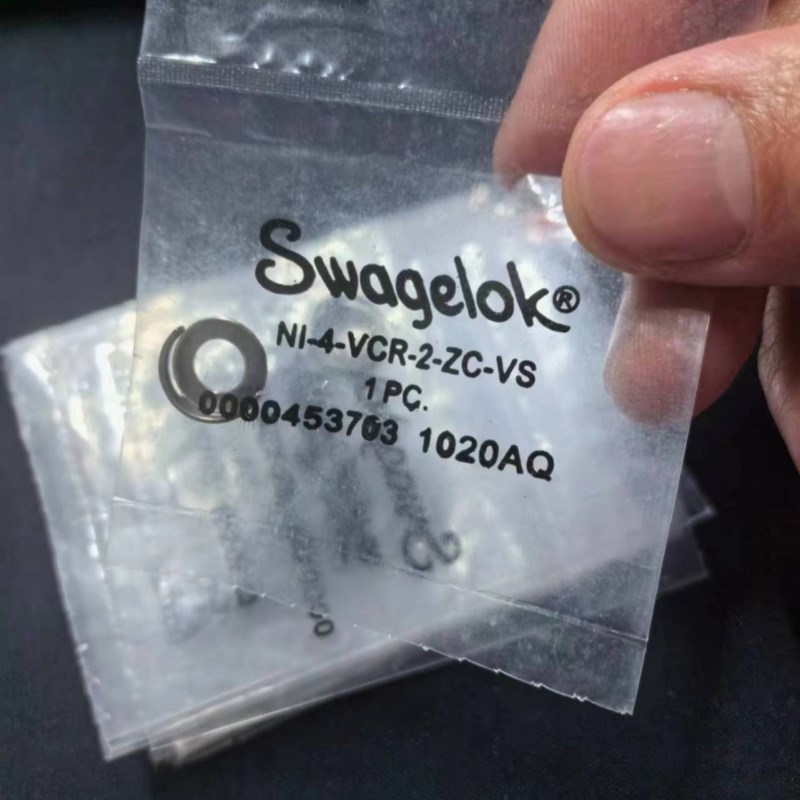 Swagelok®
NI-4-VCR-2-ZC-VS
1 PC.
0000453703 1020AQ